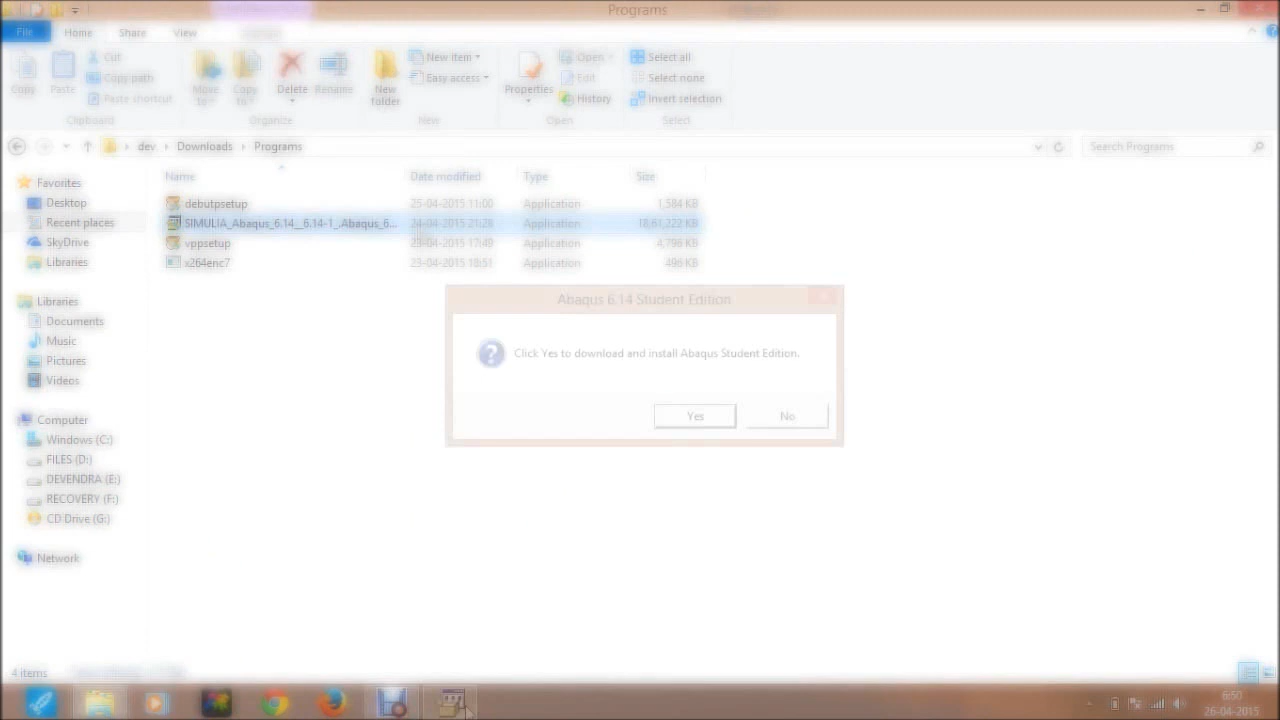 Programs
File Home Share View
Copy Paste Cut Copy path Paste shortcut
Move to Copy to Delete Rename New folder
New item Easy access
Properties Open Edit History
Select all Select none Invert selection
Clipboard Organize New Open Select
dev Downloads Programs Search Programs
Name Date modified Type Size
debutpsetup 25-04-2015 11:00 Application 1,584 KB
SIMULIA_Abaqus_6.14__6.14-1_.Abaqus_6... 24-04-2015 21:28 Application 18,61,222 KB
vppsetup 23-04-2015 17:49 Application 4,796 KB
x264enc7 23-04-2015 18:51 Application 496 KB
Favorites
Desktop
Recent places
SkyDrive
Libraries
Libraries
Documents
Music
Pictures
Videos
Computer
Windows (C:)
FILES (D:)
DEVENDRA (E:)
RECOVERY (F:)
CD Drive (G:)
Network
Abaqus 6.14 Student Edition
Click Yes to download and install Abaqus Student Edition.
Yes No
4 items
6:50
26-04-2015